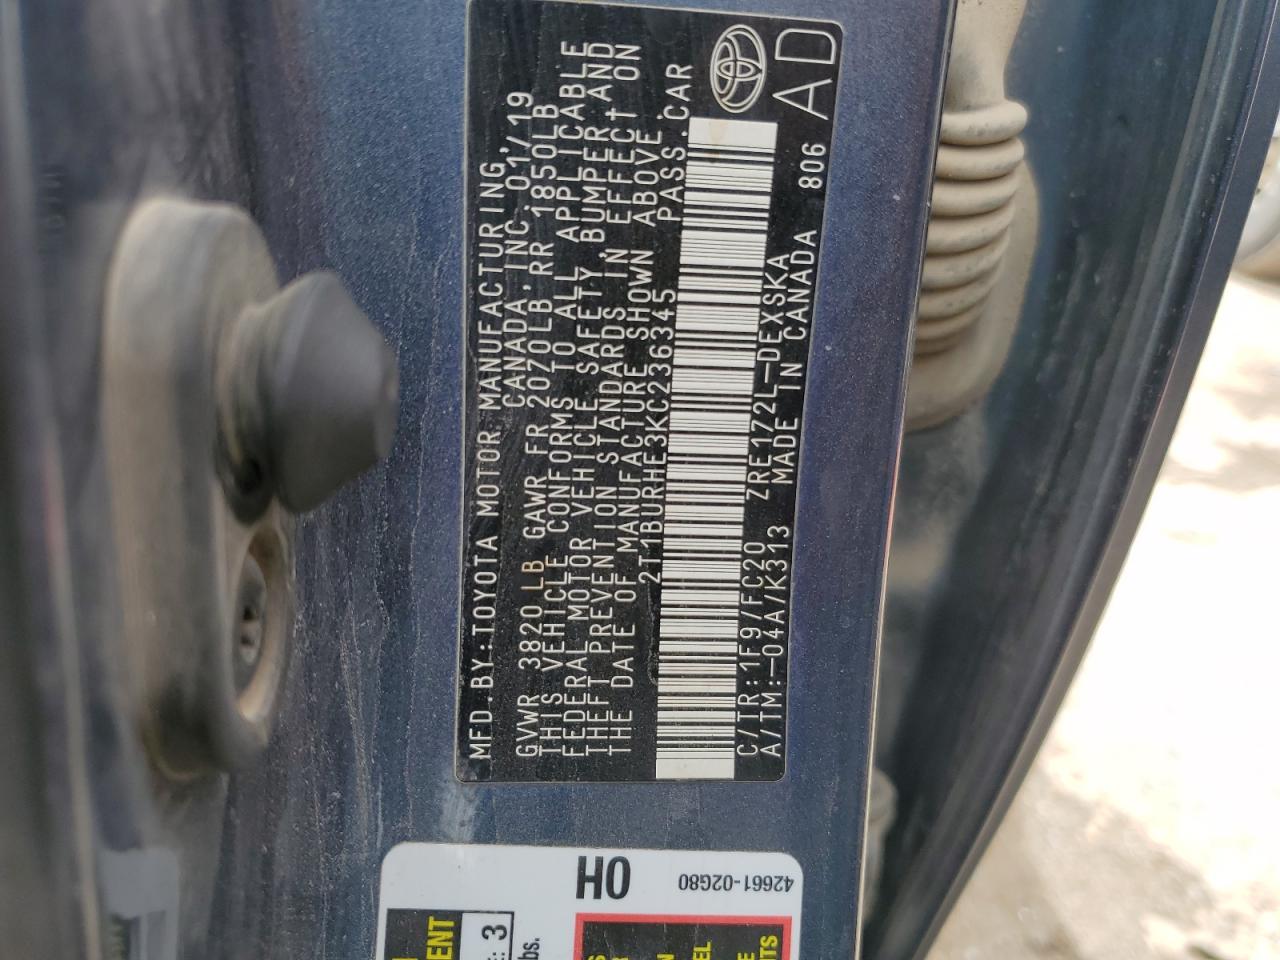 MFD.BY:TOYOTA MOTOR MANUFACTURING,
CANADA,INC. 01/19
GVWR 3820 LB GAWR FR 2070LB RR 1850LB
THIS VEHICLE CONFORMS TO ALL APPLICABLE
FEDERAL MOTOR VEHICLE SAFETY, BUMPER, AND
THEFT PREVENTION STANDARDS IN EFFECT ON
THE DATE OF MANUFACTURE SHOWN ABOVE.
2T1BURHE3KC236345 PASS.CAR
C/TR:1F9/FC20 ZRE172L-DEXSKA 806
A/TM:-04A/K313 MADE IN CANADA
AD
H0
42661-02G80
ENT
: 3
bs.